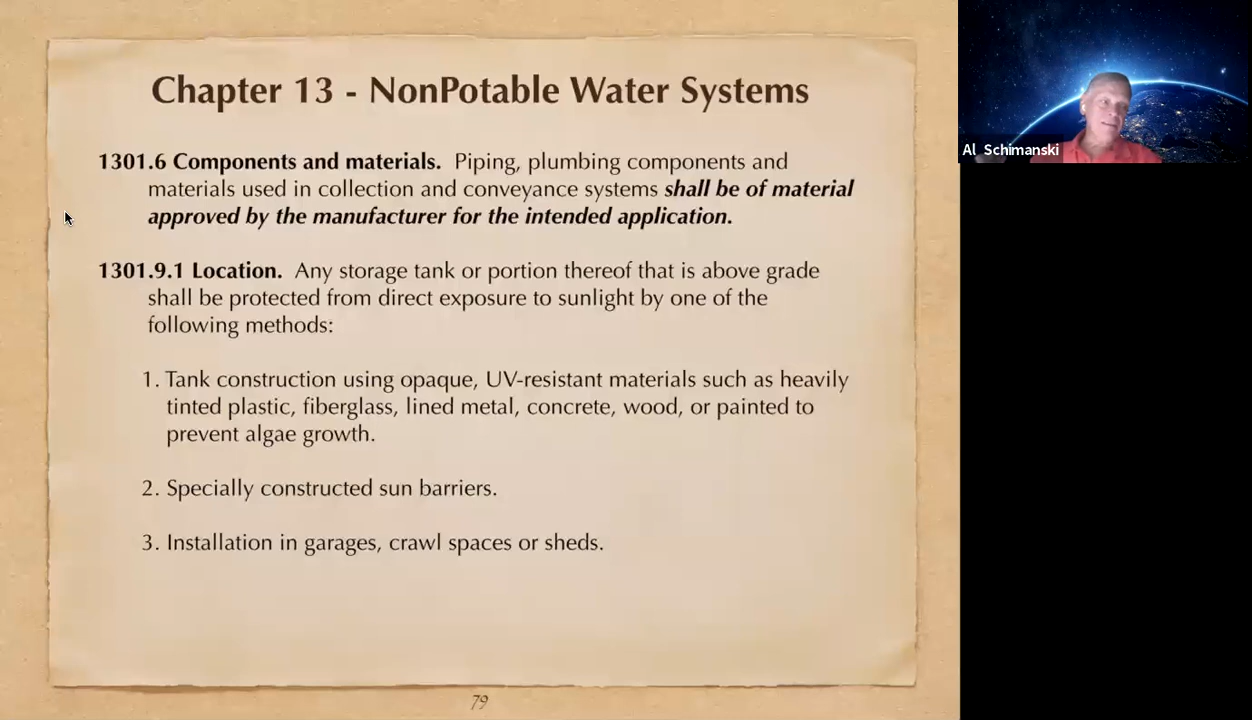 Chapter 13 - NonPotable Water Systems
1301.6 Components and materials. Piping, plumbing components and
materials used in collection and conveyance systems shall be of material
approved by the manufacturer for the intended application.
1301.9.1 Location. Any storage tank or portion thereof that is above grade
shall be protected from direct exposure to sunlight by one of the
following methods:
1. Tank construction using opaque, UV-resistant materials such as heavily
tinted plastic, fiberglass, lined metal, concrete, wood, or painted to
prevent algae growth.
2. Specially constructed sun barriers.
3. Installation in garages, crawl spaces or sheds.
79
Al Schimanski